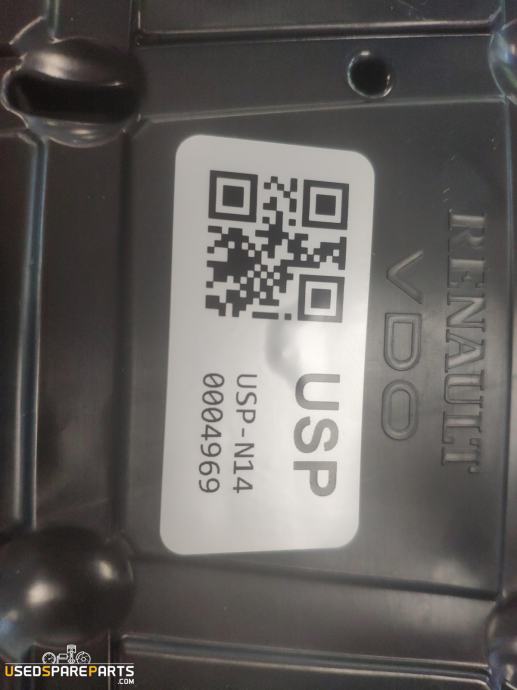 RENAULT
VDO
USP
USP-N14
0004969
USEDSPAREPARTS
.COM